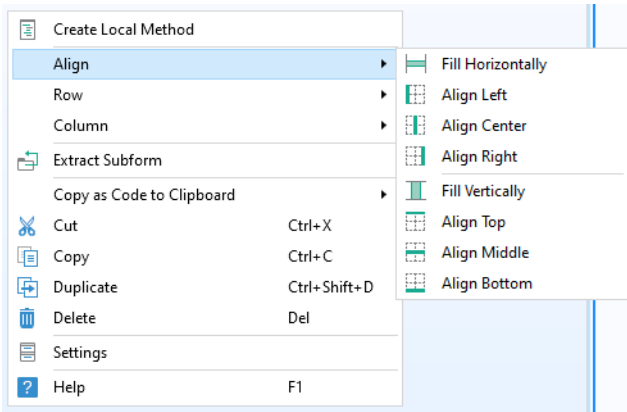 Create Local Method
Align
Row
Column
Extract Subform
Copy as Code to Clipboard
Cut Ctrl+X
Copy Ctrl+C
Duplicate Ctrl+Shift+D
Delete Del
Settings
? Help F1
Fill Horizontally
Align Left
Align Center
Align Right
Fill Vertically
Align Top
Align Middle
Align Bottom